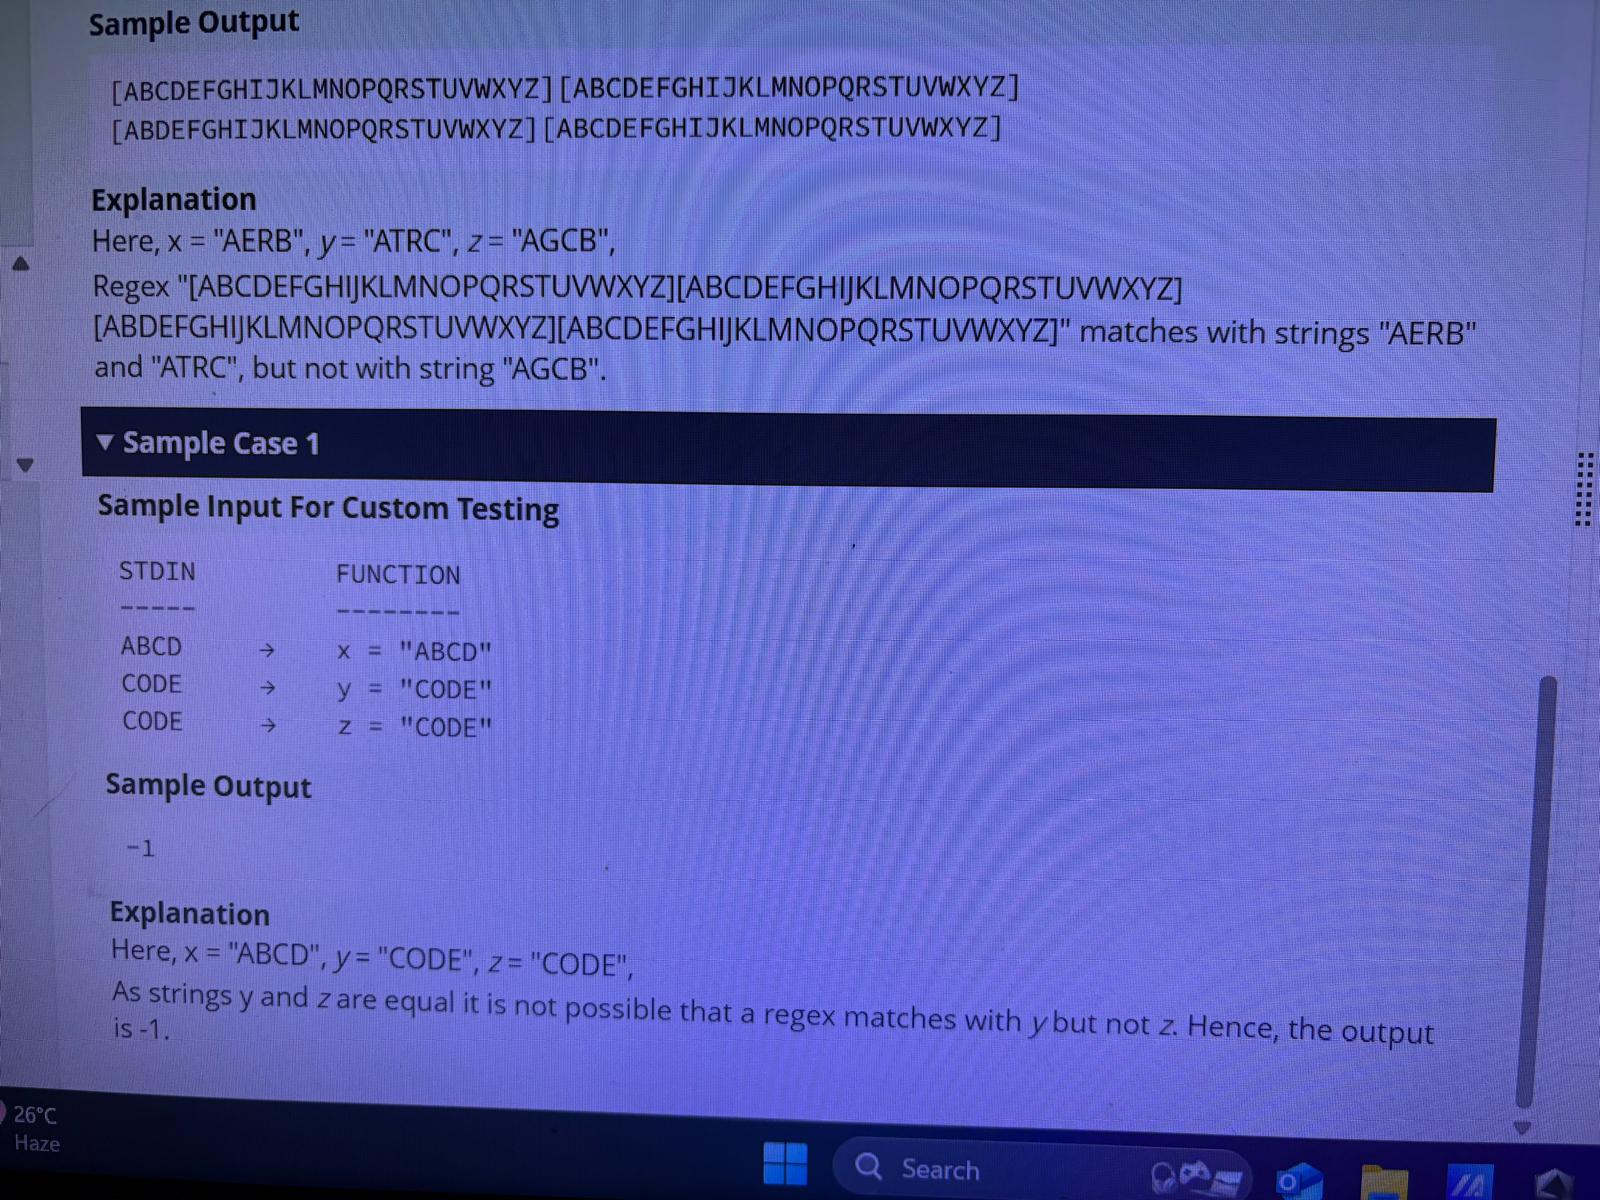 Sample Output
[ABCDEFGHIJKLMNOPQRSTUVWXYZ][ABCDEFGHIJKLMNOPQRSTUVWXYZ]
[ABDEFGHIJKLMNOPQRSTUVWXYZ][ABCDEFGHIJKLMNOPQRSTUVWXYZ]
Explanation
Here, x = "AERB", y = "ATRC", z = "AGCB",
Regex "[ABCDEFGHIJKLMNOPQRSTUVWXYZ][ABCDEFGHIJKLMNOPQRSTUVWXYZ]
[ABDEFGHIJKLMNOPQRSTUVWXYZ][ABCDEFGHIJKLMNOPQRSTUVWXYZ]" matches with strings "AERB"
and "ATRC", but not with string "AGCB".
▼ Sample Case 1
Sample Input For Custom Testing
STDIN FUNCTION
----- --------
ABCD → x = "ABCD"
CODE → y = "CODE"
CODE → z = "CODE"
Sample Output
-1
Explanation
Here, x = "ABCD", y = "CODE", z = "CODE",
As strings y and z are equal it is not possible that a regex matches with y but not z. Hence, the output
is -1.
26°C
Haze
Search